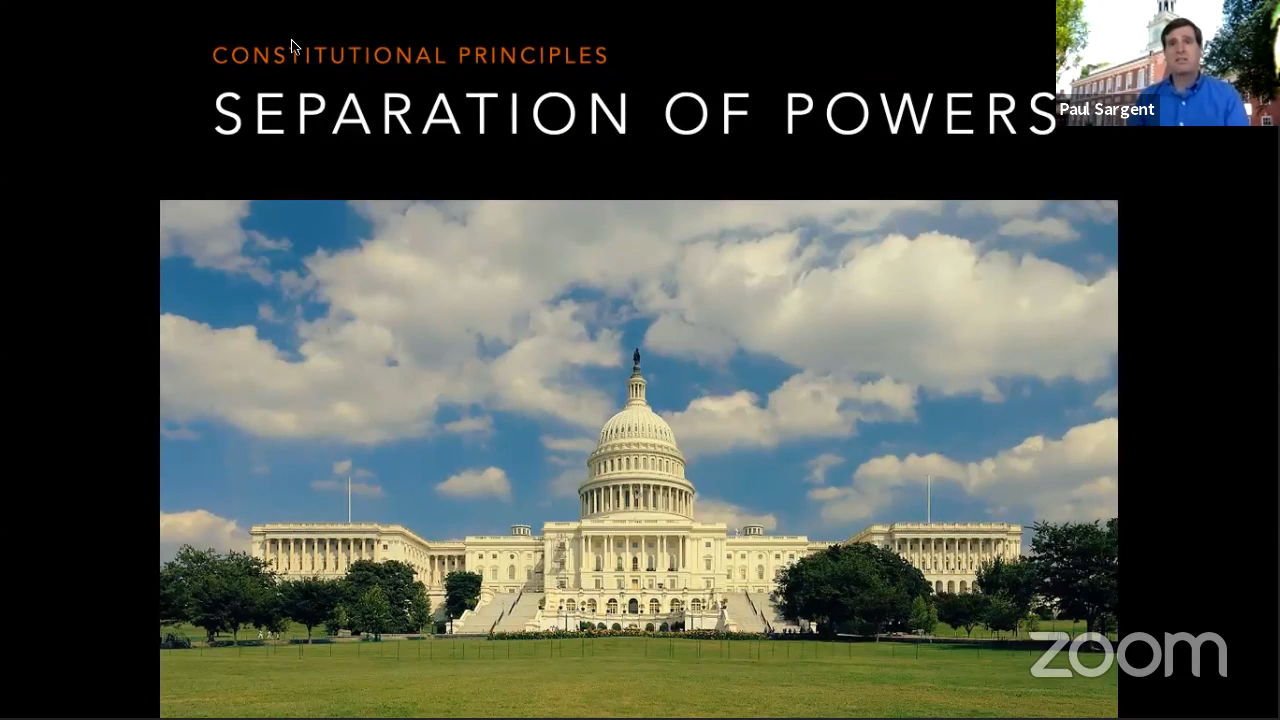 CONSTITUTIONAL PRINCIPLES
SEPARATION OF POWERS
Paul Sargent
zoom